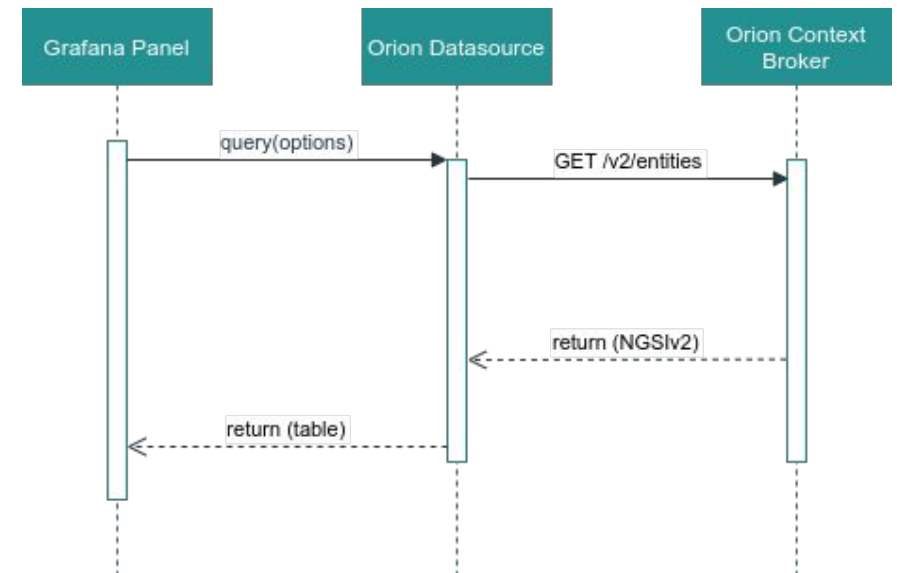 Grafana Panel
Orion Datasource
Orion Context
Broker
query(options)
GET /v2/entities
return (NGSIv2)
return (table)